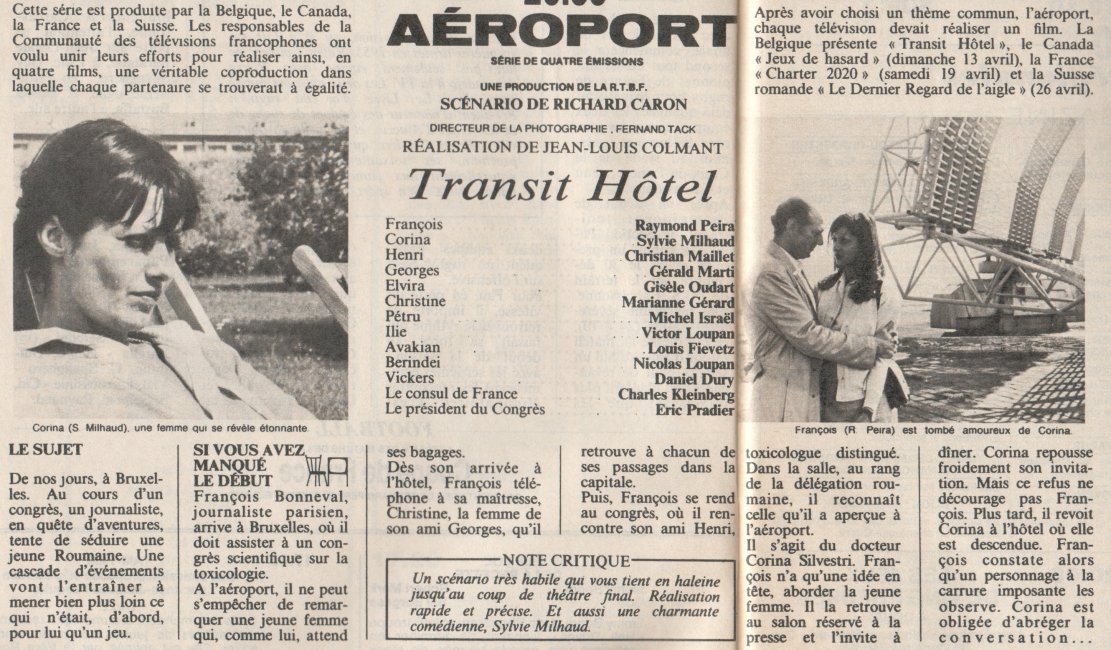 Cette série est produite par la Belgique, le Canada,
la France et la Suisse. Les responsables de la
Communauté des télévisions francophones ont
voulu unir leurs efforts pour réaliser ainsi, en
quatre films, une véritable coproduction dans
laquelle chaque partenaire se trouverait à égalité.
AÉROPORT
SÉRIE DE QUATRE ÉMISSIONS
UNE PRODUCTION DE LA R.T.B.F.
SCÉNARIO DE RICHARD CARON
DIRECTEUR DE LA PHOTOGRAPHIE , FERNAND TACK
RÉALISATION DE JEAN-LOUIS COLMANT
Transit Hôtel
François Raymond Peira
Corina Sylvie Milhaud
Henri Christian Maillet
Georges Gérald Marti
Elvira Gisèle Oudart
Christine Marianne Gérard
Pétru Michel Israël
Ilie Victor Loupan
Avakian Louis Fievetz
Berindei Nicolas Loupan
Vickers Daniel Dury
Le consul de France Charles Kleinberg
Le président du Congrès Eric Pradier
Après avoir choisi un thème commun, l'aéroport,
chaque télévision devait réaliser un film. La
Belgique présente « Transit Hôtel », le Canada
« Jeux de hasard » (dimanche 13 avril), la France
« Charter 2020 » (samedi 19 avril) et la Suisse
romande « Le Dernier Regard de l'aigle » (26 avril).
Corina (S. Milhaud), une femme qui se révèle étonnante.
François (R. Peira) est tombé amoureux de Corina.
LE SUJET
De nos jours, à Bruxel-
les. Au cours d'un
congrès, un journaliste,
en quête d'aventures,
tente de séduire une
jeune Roumaine. Une
cascade d'événements
vont l'entraîner à
mener bien plus loin ce
qui n'était, d'abord,
pour lui qu'un jeu.
SI VOUS AVEZ
MANQUÉ
LE DÉBUT
François Bonneval,
journaliste parisien,
arrive à Bruxelles, où il
doit assister à un con-
grès scientifique sur la
toxicologie.
A l'aéroport, il ne peut
s'empêcher de remar-
quer une jeune femme
qui, comme lui, attend
ses bagages.
Dès son arrivée à
l'hôtel, François télé-
phone à sa maîtresse,
Christine, la femme de
son ami Georges, qu'il
retrouve à chacun de
ses passages dans la
capitale.
Puis, François se rend
au congrès, où il ren-
contre son ami Henri,
NOTE CRITIQUE
Un scénario très habile qui vous tient en haleine
jusqu'au coup de théâtre final. Réalisation
rapide et précise. Et aussi une charmante
comédienne, Sylvie Milhaud.
toxicologue distingué.
Dans la salle, au rang
de la délégation rou-
maine, il reconnaît
celle qu'il a aperçue à
l'aéroport.
Il s'agit du docteur
Corina Silvestri. Fran-
çois n'a qu'une idée en
tête, aborder la jeune
femme. Il la retrouve
au salon réservé à la
presse et l'invite à
dîner. Corina repousse
froidement son invita-
tion. Mais ce refus ne
décourage pas Fran-
çois. Plus tard, il revoit
Corina à l'hôtel où elle
est descendue. Fran-
çois constate alors
qu'un personnage à la
carrure imposante les
observe. Corina est
obligée d'abréger la
conversation...